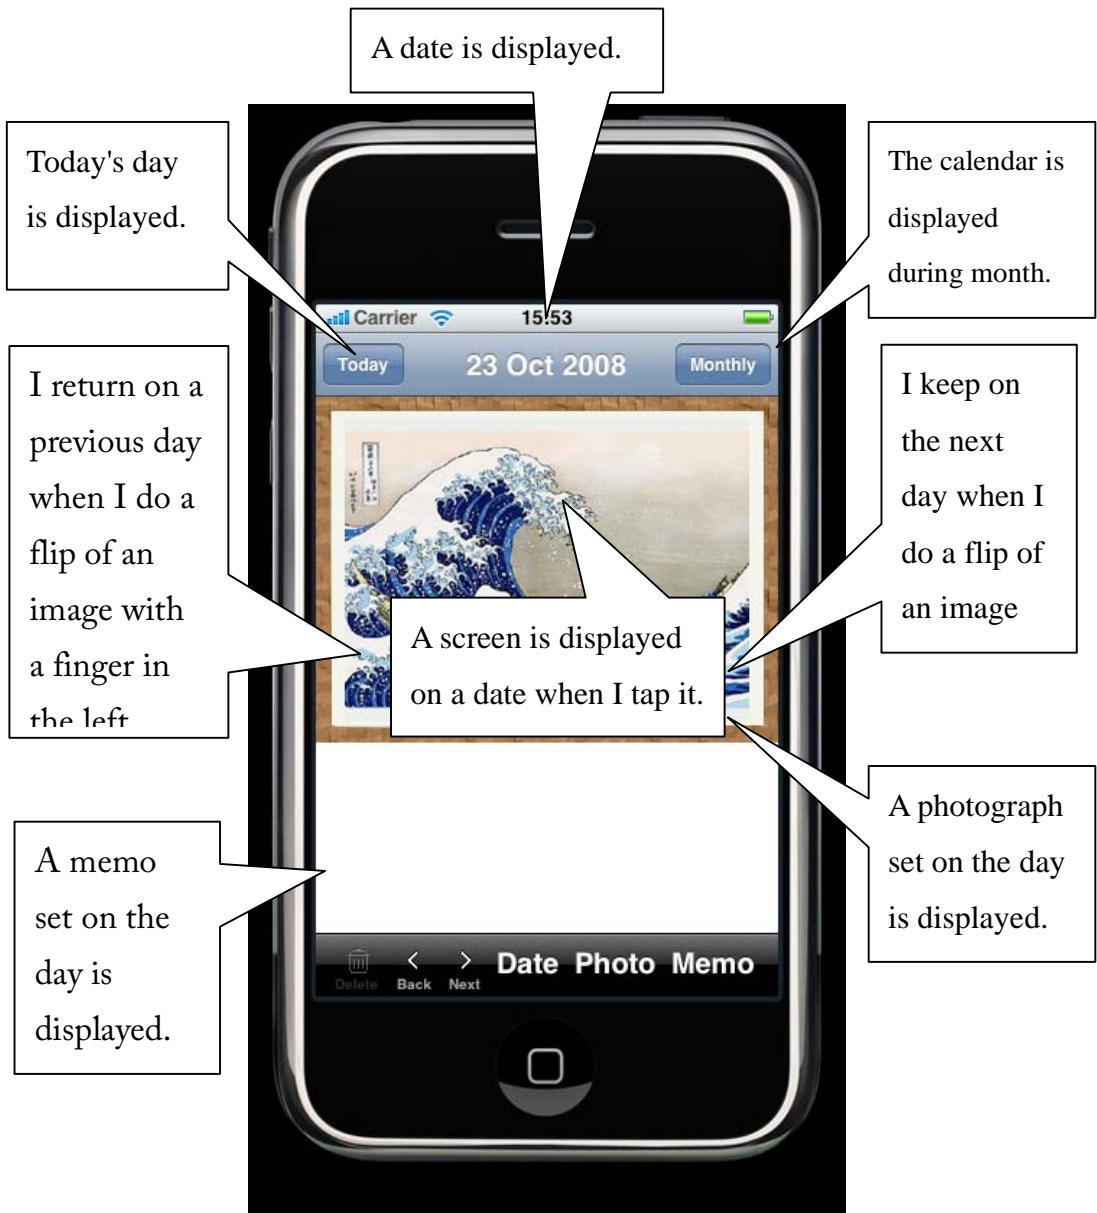 A date is displayed.
Today's day
is displayed.
The calendar is
displayed
during month.
Carrier
15:53
Today
23 Oct 2008
Monthly
I return on a
previous day
when I do a
flip of an
image with
a finger in
the left
I keep on
the next
day when I
do a flip of
an image
A screen is displayed
on a date when I tap it.
A photograph
set on the day
is displayed.
A memo
set on the
day is
displayed.
Delete
Back
Next
Date Photo Memo